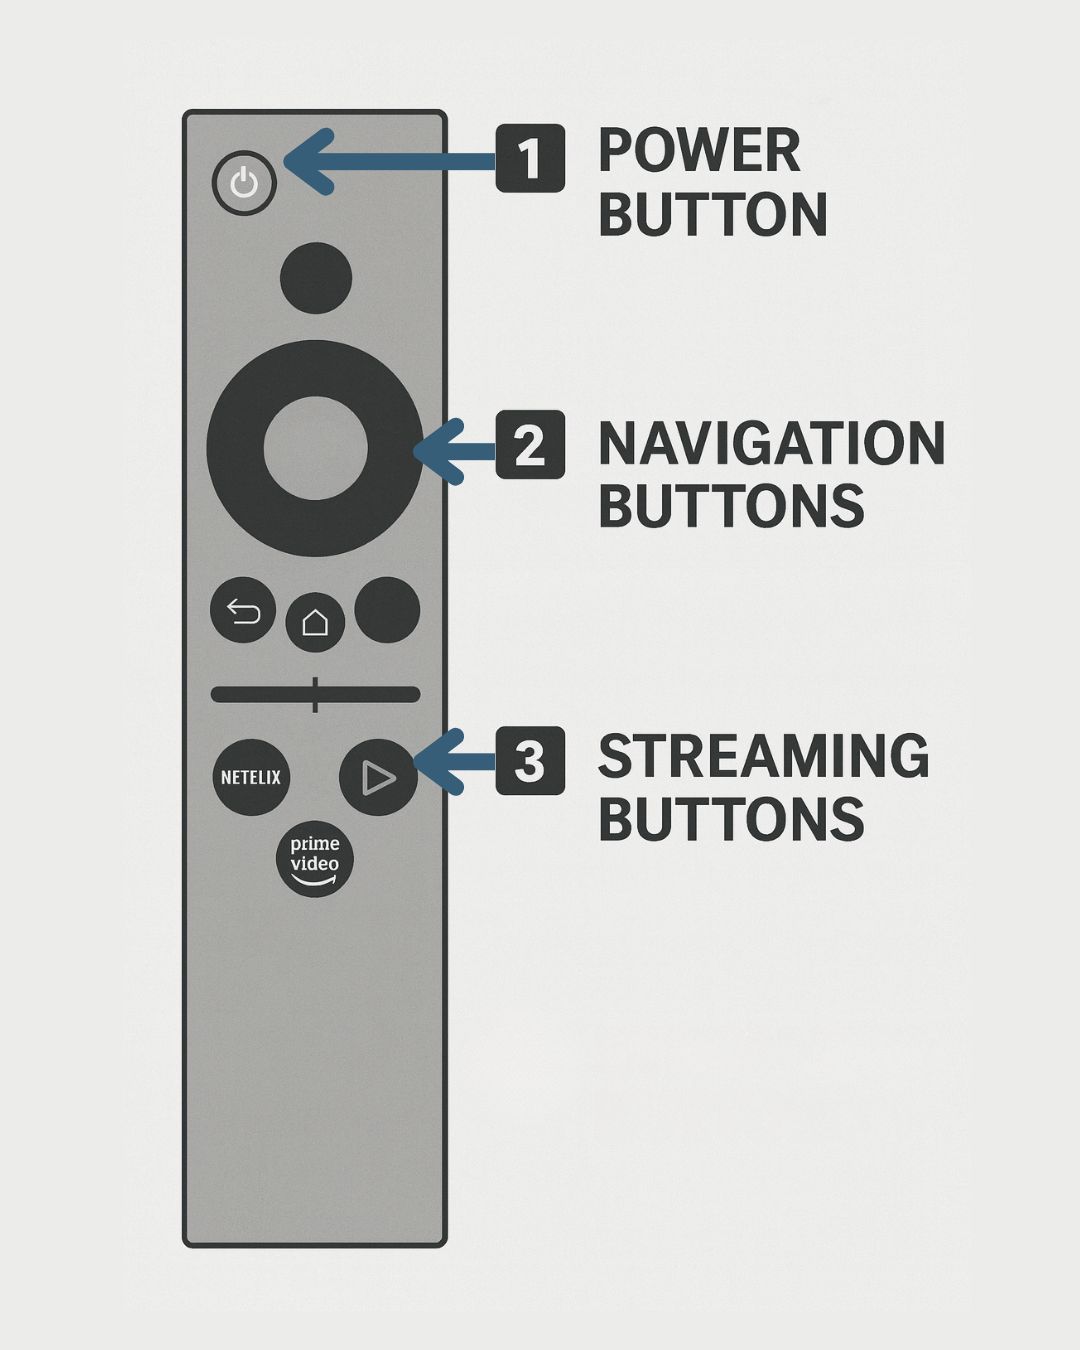 1 POWER
BUTTON
2 NAVIGATION
BUTTONS
3 STREAMING
BUTTONS
NETELIX
prime
video